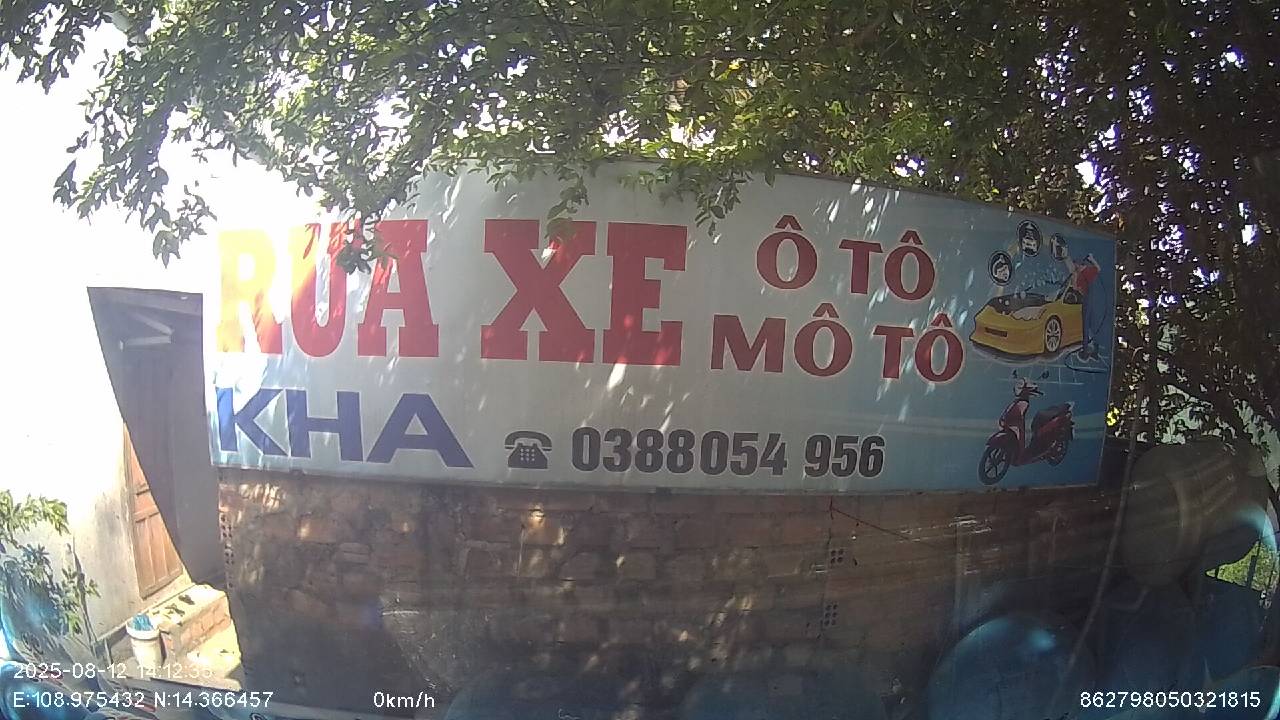 RỬA XE
Ô TÔ
MÔ TÔ
KHA
0388054 956
2025-08-12 14:12:35
E:108.975432 N:14.366457
0km/h
862798050321815